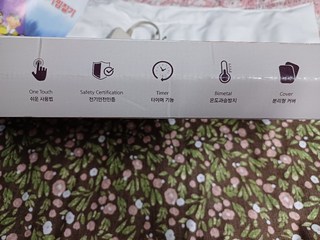 One Touch
쉬운 사용법
Safety Certification
전기안전인증
Timer
타이머 기능
Bimetal
온도과승방지
Cover
분리형 커버